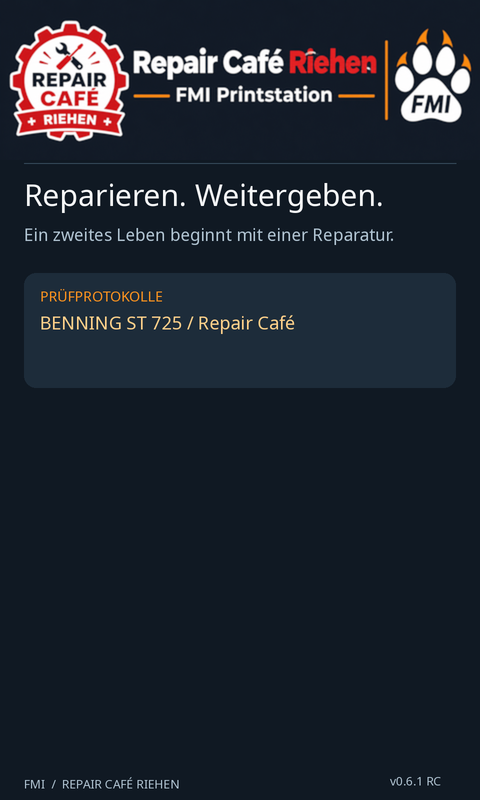 REPAIR
CAFÉ
+ RIEHEN +
Repair Café Riehen
FMI Printstation
FMI
Reparieren. Weitergeben.
Ein zweites Leben beginnt mit einer Reparatur.
PRÜFPROTOKOLLE
BENNING ST 725 / Repair Café
FMI / REPAIR CAFÉ RIEHEN
v0.6.1 RC